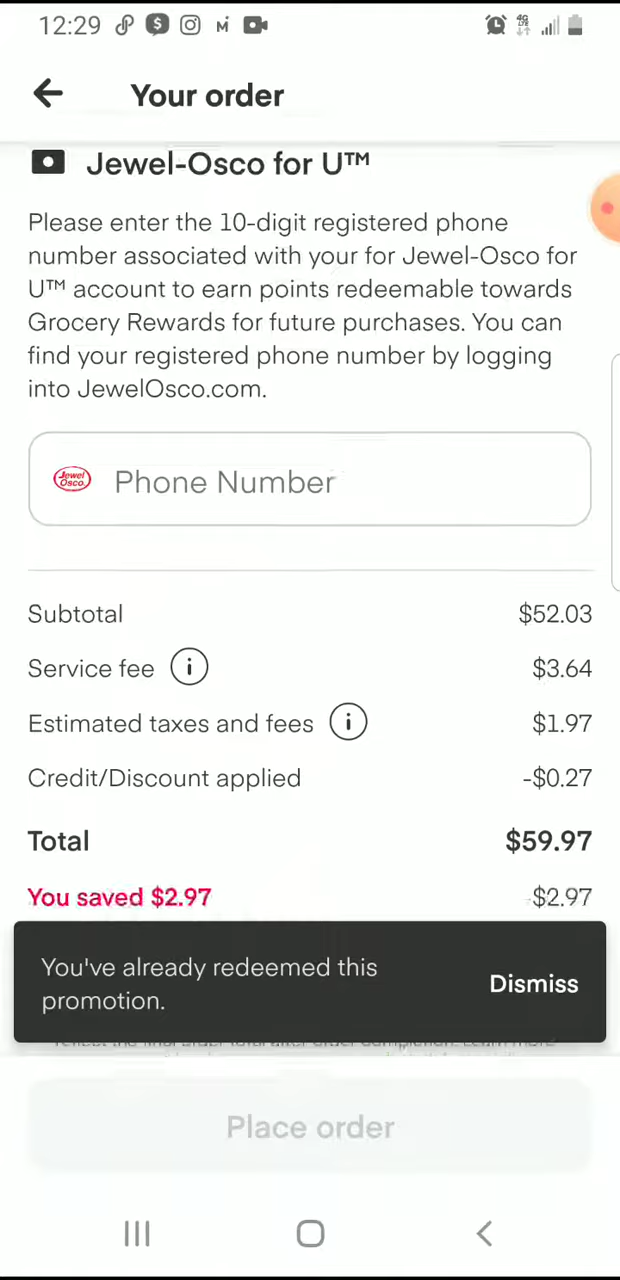 12:29
Your order
Jewel-Osco for U™
Please enter the 10-digit registered phone
number associated with your for Jewel-Osco for
U™ account to earn points redeemable towards
Grocery Rewards for future purchases. You can
find your registered phone number by logging
into JewelOsco.com.
Jewel Osco Phone Number
Subtotal $52.03
Service fee i $3.64
Estimated taxes and fees i $1.97
Credit/Discount applied -$0.27
Total $59.97
You saved $2.97 -$2.97
You've already redeemed this
promotion.
Dismiss
Place order